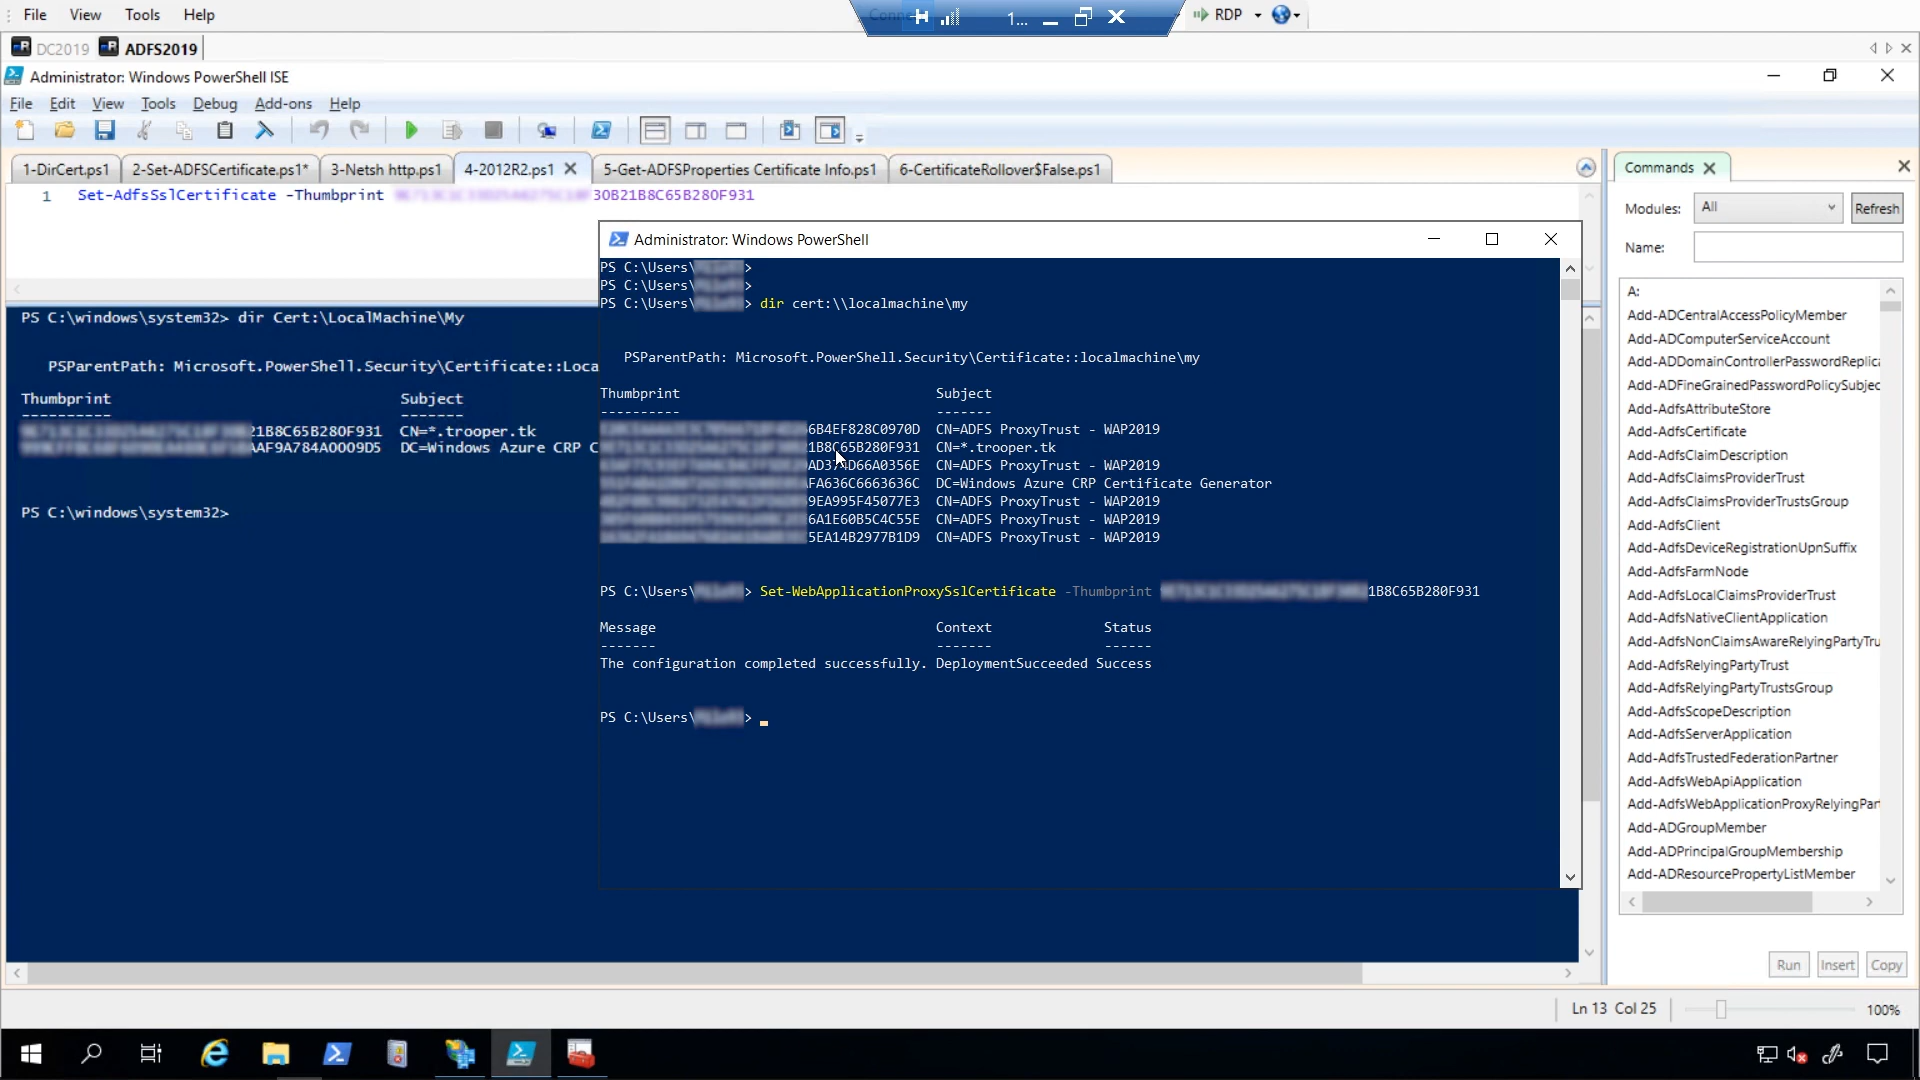 File View Tools Help
1...
RDP
DC2019 ADFS2019
Administrator: Windows PowerShell ISE
File Edit View Tools Debug Add-ons Help
1-DirCert.ps1 2-Set-ADFSCertificate.ps1* 3-Netsh http.ps1 4-2012R2.ps1 5-Get-ADFSProperties Certificate Info.ps1 6-CertificateRollover$False.ps1
1 Set-AdfsSslCertificate -Thumbprint 30B21B8C65B280F931
PS C:\windows\system32> dir Cert:\LocalMachine\My
PSParentPath: Microsoft.PowerShell.Security\Certificate::Loca
Thumbprint Subject
---------- -------
21B8C65B280F931 CN=*.trooper.tk
AAF9A784A0009D5 DC=Windows Azure CRP C
PS C:\windows\system32>
Administrator: Windows PowerShell
PS C:\Users\ >
PS C:\Users\ >
PS C:\Users\ > dir cert:\\localmachine\my
PSParentPath: Microsoft.PowerShell.Security\Certificate::localmachine\my
Thumbprint Subject
---------- -------
6B4EF828C0970D CN=ADFS ProxyTrust - WAP2019
1B8C65B280F931 CN=*.trooper.tk
AD374D66A0356E CN=ADFS ProxyTrust - WAP2019
FA636C6663636C DC=Windows Azure CRP Certificate Generator
9EA995F45077E3 CN=ADFS ProxyTrust - WAP2019
6A1E60B5C4C55E CN=ADFS ProxyTrust - WAP2019
5EA14B2977B1D9 CN=ADFS ProxyTrust - WAP2019
PS C:\Users\ > Set-WebApplicationProxySslCertificate -Thumbprint 1B8C65B280F931
Message Context Status
------- ------- ------
The configuration completed successfully. DeploymentSucceeded Success
PS C:\Users\ >
Commands
Modules: All Refresh
Name:
A:
Add-ADCentralAccessPolicyMember
Add-ADComputerServiceAccount
Add-ADDomainControllerPasswordReplica
Add-ADFineGrainedPasswordPolicySubjec
Add-AdfsAttributeStore
Add-AdfsCertificate
Add-AdfsClaimDescription
Add-AdfsClaimsProviderTrust
Add-AdfsClaimsProviderTrustsGroup
Add-AdfsClient
Add-AdfsDeviceRegistrationUpnSuffix
Add-AdfsFarmNode
Add-AdfsLocalClaimsProviderTrust
Add-AdfsNativeClientApplication
Add-AdfsNonClaimsAwareRelyingPartyTru
Add-AdfsRelyingPartyTrust
Add-AdfsRelyingPartyTrustsGroup
Add-AdfsScopeDescription
Add-AdfsServerApplication
Add-AdfsTrustedFederationPartner
Add-AdfsWebApiApplication
Add-AdfsWebApplicationProxyRelyingPar
Add-ADGroupMember
Add-ADPrincipalGroupMembership
Add-ADResourcePropertyListMember
Run Insert Copy
Ln 13 Col 25 100%